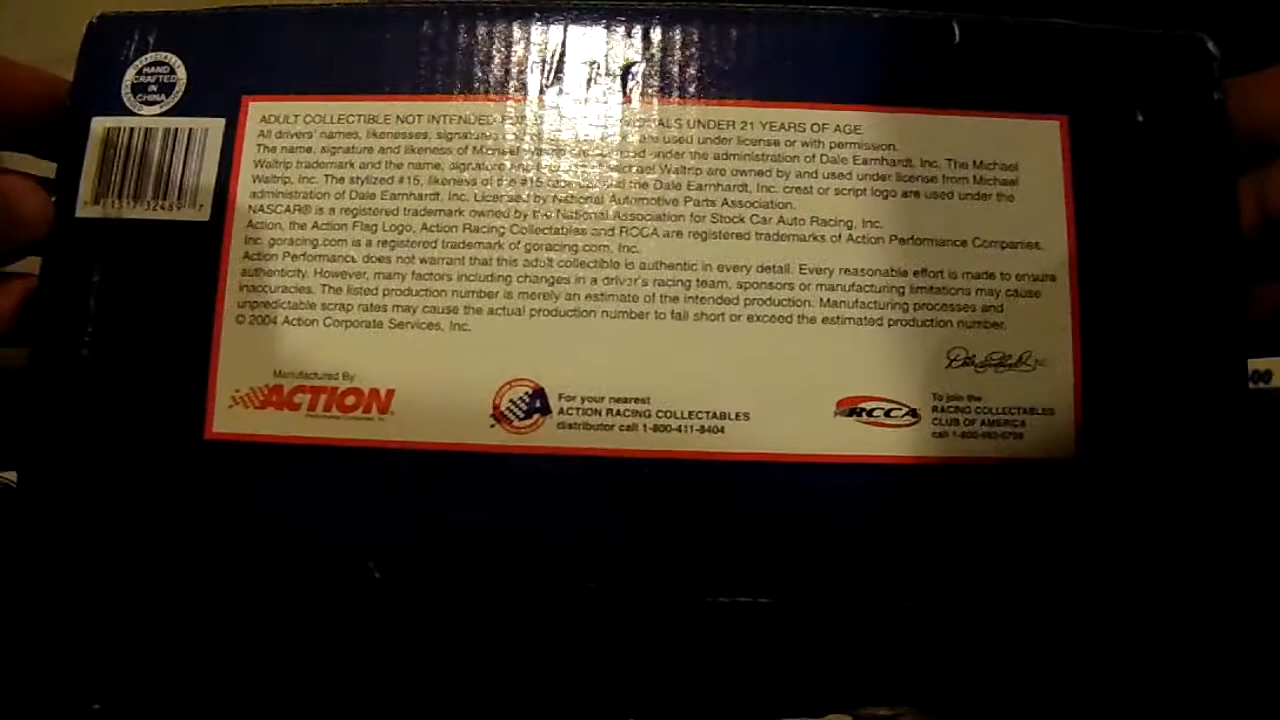 OFFICIALLY
HAND
CRAFTED
IN
CHINA
ADULT COLLECTIBLE NOT INTENDED UNDER 21 YEARS OF AGE.
All drivers' names, likenesses, signatures are used under license or with permission.
The name, signature and likeness of Michael under the administration of Dale Earnhardt, Inc. The Michael
Waltrip trademark and the name, signature Michael Waltrip are owned by and used under license from Michael
Waltrip, Inc. The stylized #15, likeness of the #15 race car and the Dale Earnhardt, Inc. crest or script logo are used under the
administration of Dale Earnhardt, Inc. Licensed by National Automotive Parts Association.
NASCAR® is a registered trademark owned by the National Association for Stock Car Auto Racing, Inc.
Action, the Action Flag Logo, Action Racing Collectables and RCCA are registered trademarks of Action Performance Companies,
Inc. goracing.com is a registered trademark of goracing.com, Inc.
Action Performance does not warrant that this adult collectible is authentic in every detail. Every reasonable effort is made to ensure
authenticity. However, many factors including changes in a driver's racing team, sponsors or manufacturing limitations may cause
inaccuracies. The listed production number is merely an estimate of the intended production. Manufacturing processes and
unpredictable scrap rates may cause the actual production number to fall short or exceed the estimated production number.
© 2004 Action Corporate Services, Inc.
Manufactured By
ACTION
Performance Companies, Inc.
For your nearest
ACTION RACING COLLECTABLES
distributor call 1-800-411-8404
RCCA
To join the
RACING COLLECTABLES
CLUB OF AMERICA
call